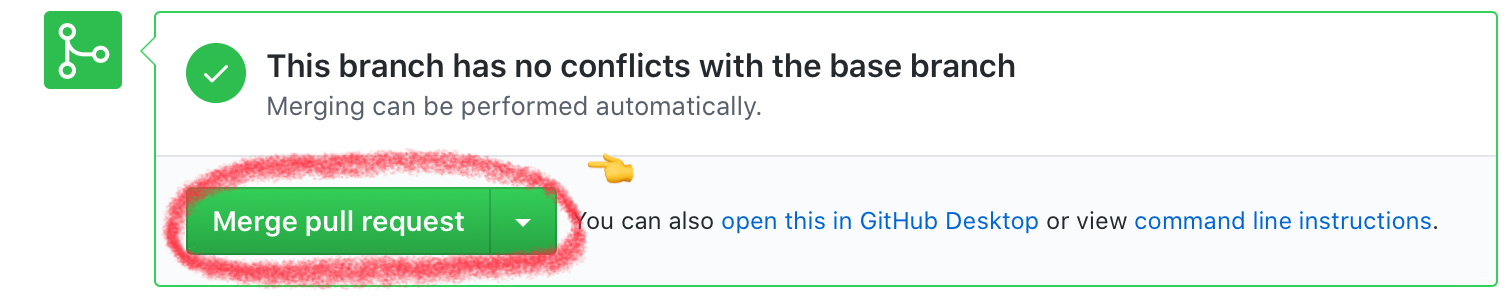 This branch has no conflicts with the base branch
Merging can be performed automatically.
Merge pull request
You can also open this in GitHub Desktop or view command line instructions.